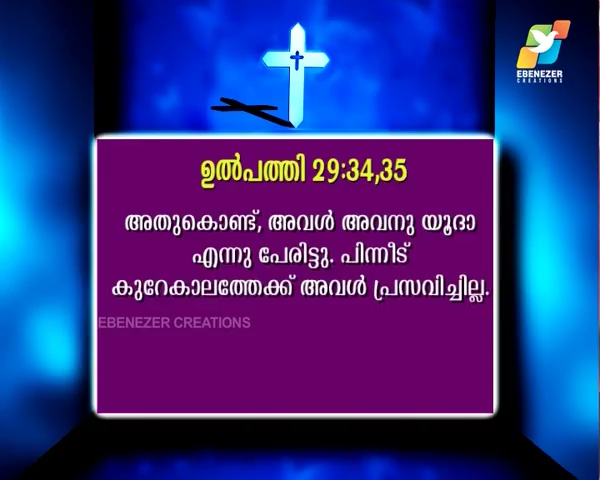 EBENEZER
CREATIONS
ഉൽപത്തി 29:34,35
അതുകൊണ്ട്, അവൾ അവനു യൂദാ
എന്നു പേരിട്ടു. പിന്നീട്
കുറേകാലത്തേക്ക് അവൾ പ്രസവിച്ചില്ല.
EBENEZER CREATIONS